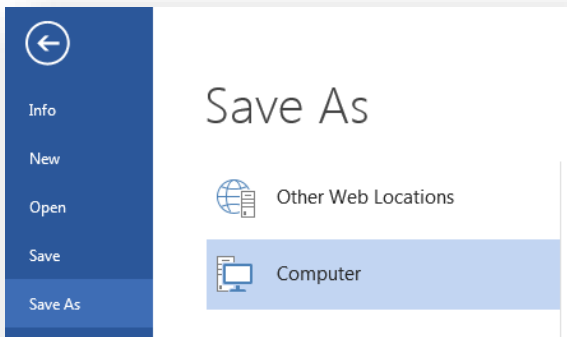 Info
New
Open
Save
Save As
Save As
Other Web Locations
Computer